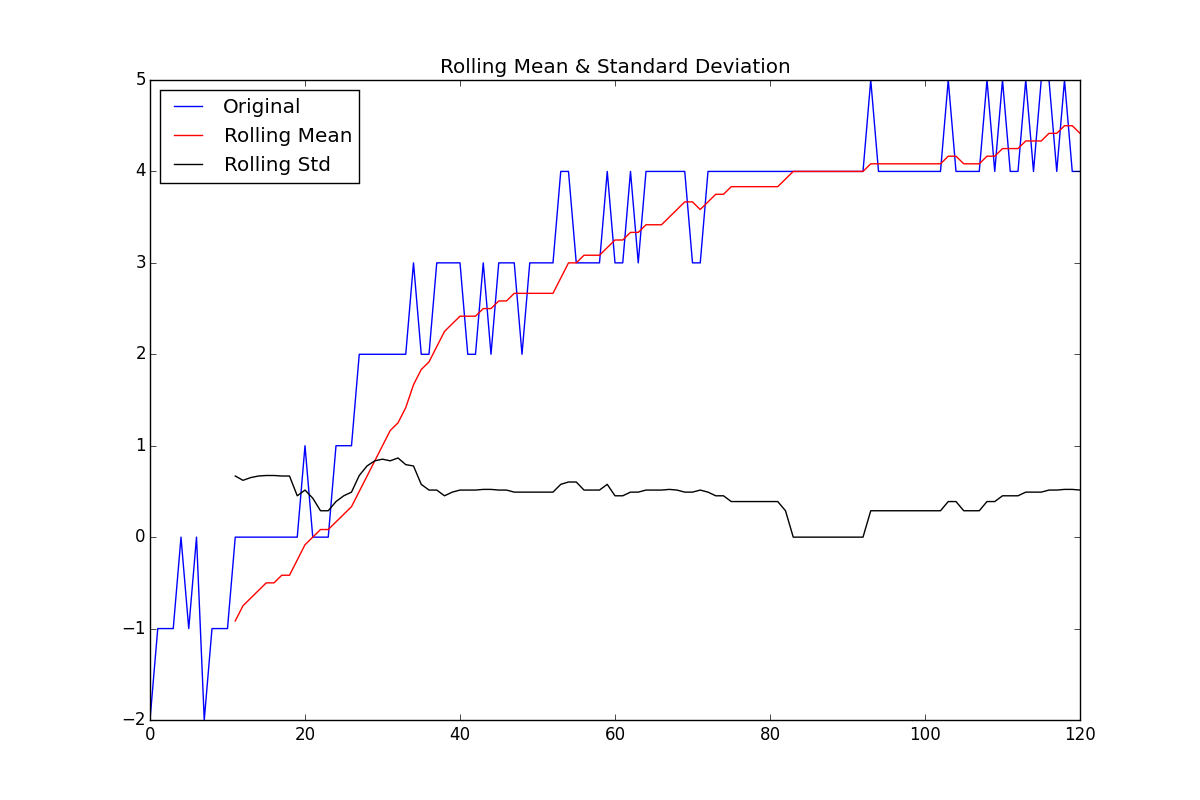 Rolling Mean & Standard Deviation
Original
Rolling Mean
Rolling Std
5
4
3
2
1
0
−1
−2
0 20 40 60 80 100 120